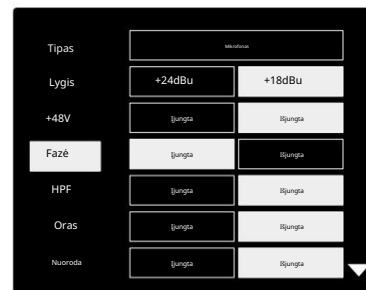 Tipas Mikrofonas
Lygis +24dBu +18dBu
+48V Įjungta Išjungta
Fazė Įjungta Išjungta
HPF Įjungta Išjungta
Oras Įjungta Išjungta
Nuoroda Įjungta Išjungta